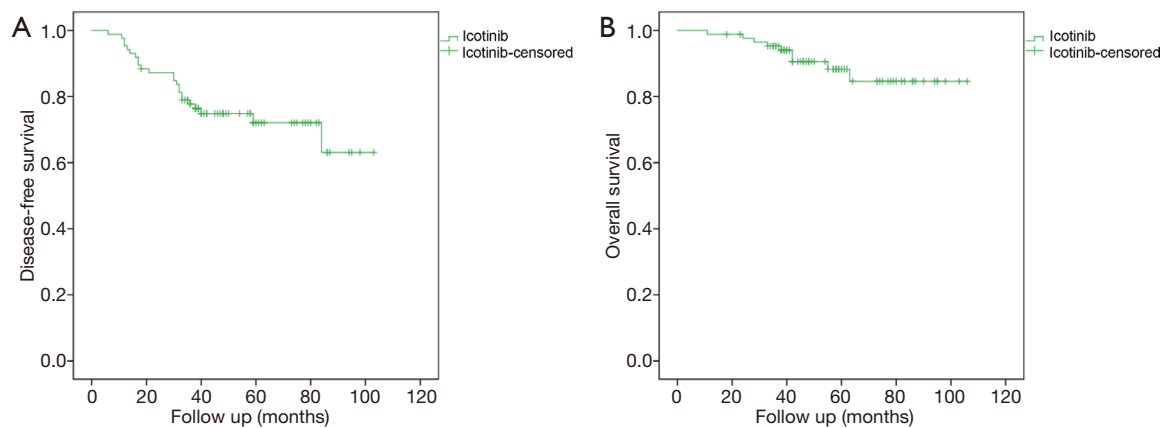 A
Disease-free survival
1.0
0.8
0.6
0.4
0.2
0.0
0 20 40 60 80 100 120
Follow up (months)
Icotinib
Icotinib-censored
B
Overall survival
1.0
0.8
0.6
0.4
0.2
0.0
0 20 40 60 80 100 120
Follow up (months)
Icotinib
Icotinib-censored